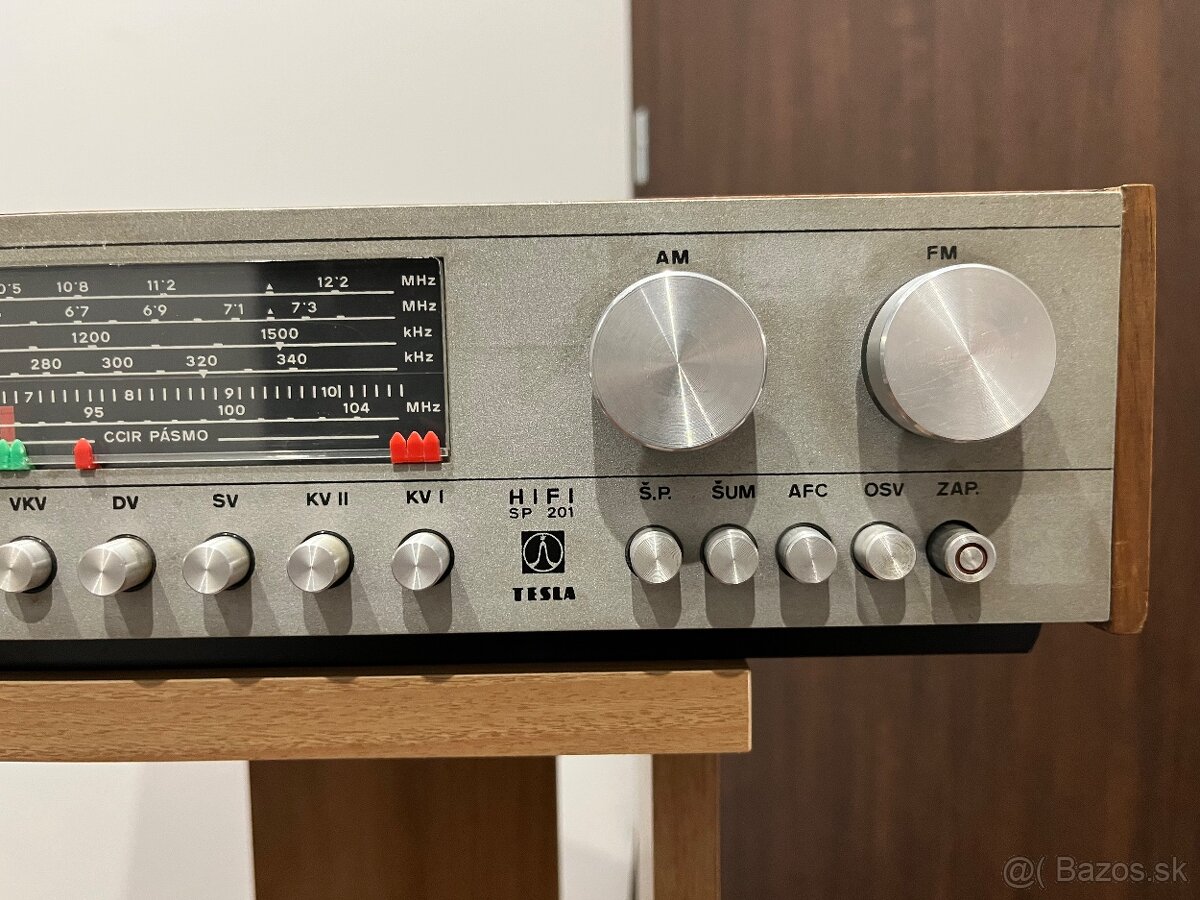 AM
FM
10'8 11'2 12'2 MHz
6'7 6'9 7'1 7'3 MHz
1200 1500 kHz
280 300 320 340 kHz
7 8 9 10
95 100 104 MHz
CCIR PÁSMO
VKV DV SV KV II KV I
HIFI
SP 201
TESLA
Š.P. ŠUM AFC OSV ZAP.
@( Bazos.sk